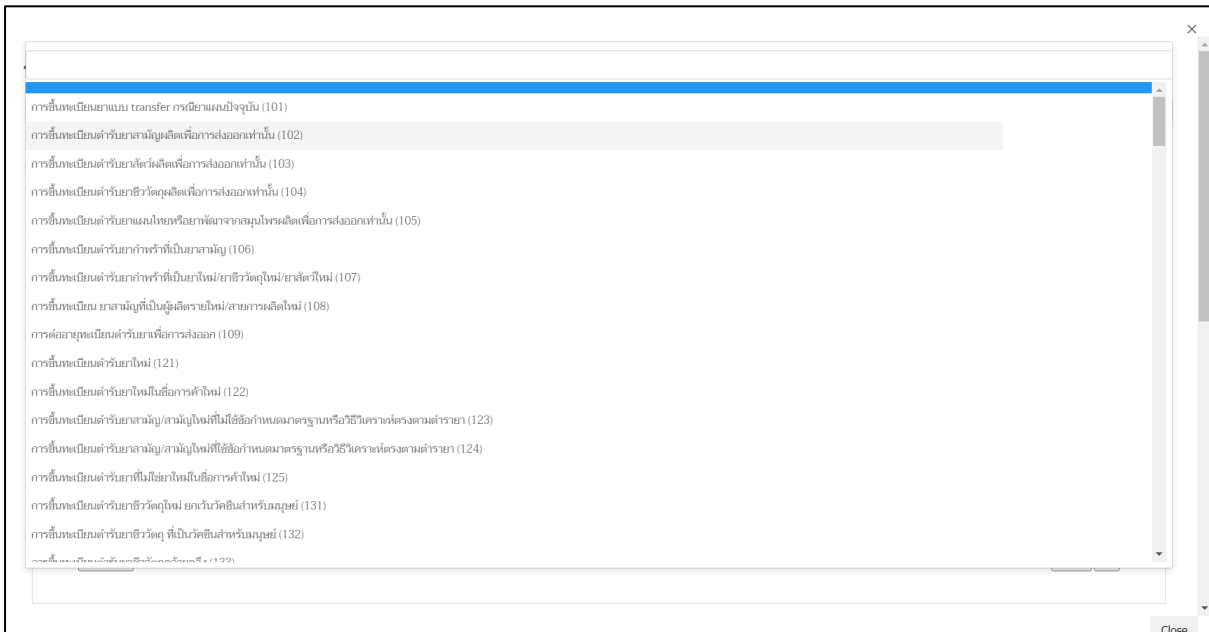 การขึ้นทะเบียนยาแบบ transfer กรณียาแผนปัจจุบัน (101)
การขึ้นทะเบียนตำรับยาสามัญผลิตเพื่อการส่งออกเท่านั้น (102)
การขึ้นทะเบียนตำรับยาสัตว์ผลิตเพื่อการส่งออกเท่านั้น (103)
การขึ้นทะเบียนตำรับยาชีววัตถุผลิตเพื่อการส่งออกเท่านั้น (104)
การขึ้นทะเบียนตำรับยาแผนไทยหรือยาพัฒาจากสมุนไพรผลิตเพื่อการส่งออกเท่านั้น (105)
การขึ้นทะเบียนตำรับยากำพร้าที่เป็นยาสามัญ (106)
การขึ้นทะเบียนตำรับยากำพร้าที่เป็นยาใหม่/ยาชีววัตถุใหม่/ยาสัตว์ใหม่ (107)
การขึ้นทะเบียน ยาสามัญที่เป็นผู้ผลิตรายใหม่/สายการผลิตใหม่ (108)
การต่ออายุทะเบียนตำรับยาเพื่อการส่งออก (109)
การขึ้นทะเบียนตำรับยาใหม่ (121)
การขึ้นทะเบียนตำรับยาใหม่ในชื่อการค้าใหม่ (122)
การขึ้นทะเบียนตำรับยาสามัญ/สามัญใหม่ที่ไม่ใช้ข้อกำหนดมาตรฐานหรือวิธีวิเคราะห์ตรงตามตำรายา (123)
การขึ้นทะเบียนตำรับยาสามัญ/สามัญใหม่ที่ใช้ข้อกำหนดมาตรฐานหรือวิธีวิเคราะห์ตรงตามตำรายา (124)
การขึ้นทะเบียนตำรับยาที่ไม่ใช่ยาใหม่ในชื่อการค้าใหม่ (125)
การขึ้นทะเบียนตำรับยาชีววัตถุใหม่ ยกเว้นวัคซีนสำหรับมนุษย์ (131)
การขึ้นทะเบียนตำรับยาชีววัตถุ ที่เป็นวัคซีนสำหรับมนุษย์ (132)
Close